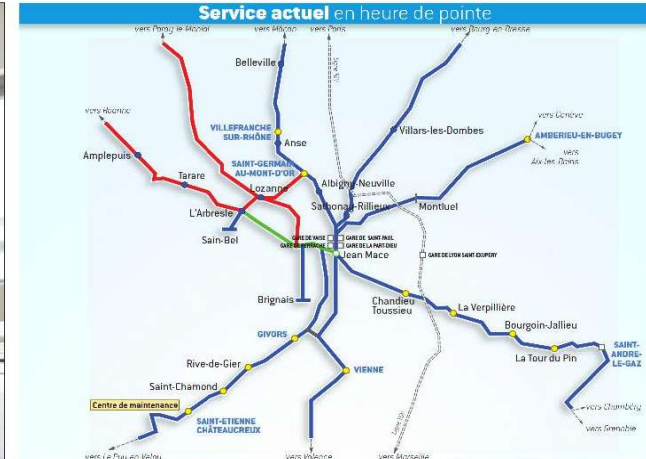 Service actuel en heure de pointe
vers Paray le Monial
vers Mâcon
vers Paris
vers Bourg en Bresse
Belleville
vers Roanne
vers Genève
VILLEFRANCHE
SUR-RHÔNE
Anse
Villars-les-Dombes
AMBERIEU-EN-BUGEY
vers
Aix-les-Bains
Amplepuis
SAINT-GERMAIN
AU-MONT-D'OR
Tarare
Lozanne
Albigny-Neuville
Sathonay-Rillieux
Montluel
L'Arbresle
Sain-Bel
GARE DE VAISE
GARE DE SAINT-PAUL
GARE DE PERRACHE
GARE DE LA PART-DIEU
Jean Mace
GARE DE LYON SAINT-EXUPERY
Brignais
Chandieu
Toussieu
La Verpillière
Bourgoin-Jallieu
GIVORS
La Tour du Pin
SAINT-
ANDRE-
LE-GAZ
Rive-de-Gier
VIENNE
Saint-Chamond
Centre de maintenance
SAINT-ETIENNE
CHÂTEAUCREUX
vers Chambéry
vers Grenoble
vers Le Puy en Velay
vers Valence
vers Marseille